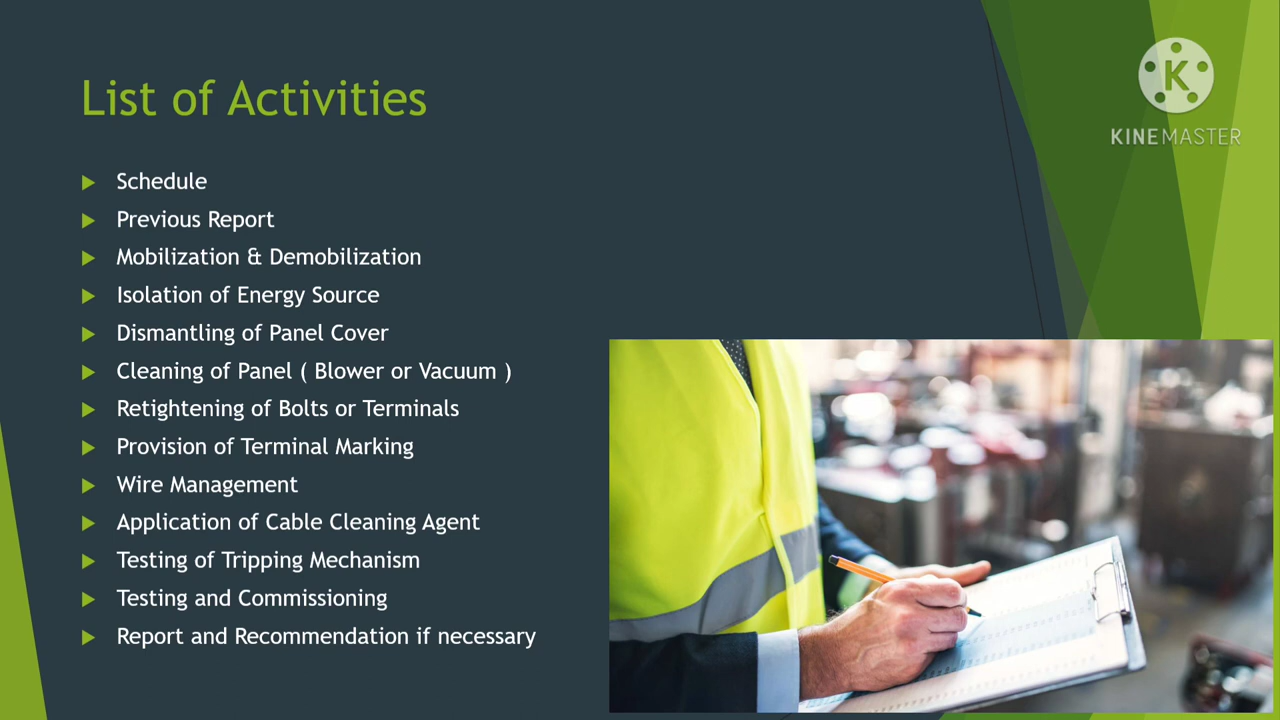 List of Activities
Schedule
Previous Report
Mobilization & Demobilization
Isolation of Energy Source
Dismantling of Panel Cover
Cleaning of Panel ( Blower or Vacuum )
Retightening of Bolts or Terminals
Provision of Terminal Marking
Wire Management
Application of Cable Cleaning Agent
Testing of Tripping Mechanism
Testing and Commissioning
Report and Recommendation if necessary
K
KINEMASTER